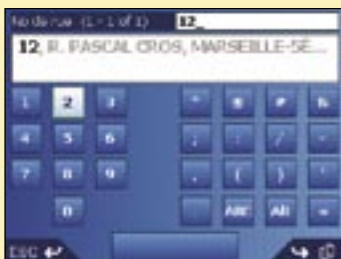 No de rue (1 - 1 of 1) 12_
12, R. PASCAL CROS, MARSEILLE-5E...
1 2 3
4 5 6 ; : / -
7 8 9 . ( ) '
0 ABC ÀÜ
ESC